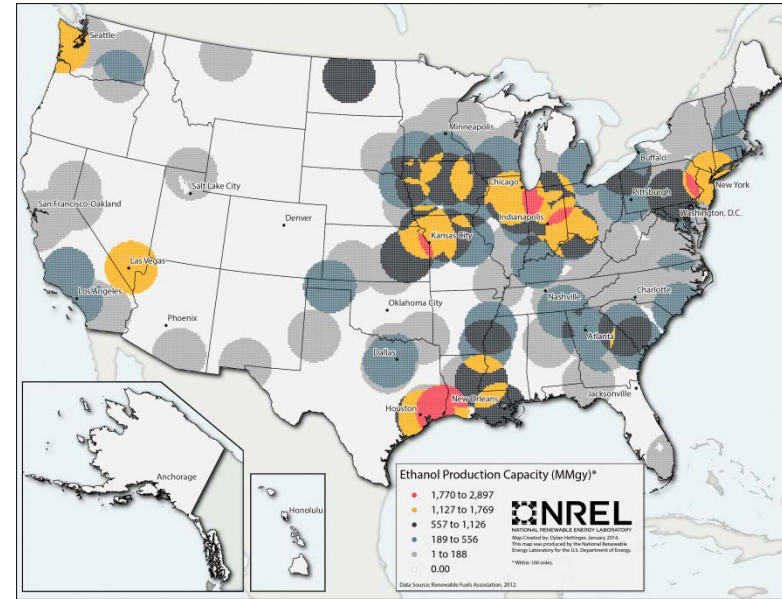 Seattle
Minneapolis
Buffalo
Chicago
New York
Salt Lake City
Pittsburgh
San Francisco-Oakland
Indianapolis
Washington, D.C.
Denver
Kansas City
Las Vegas
Los Angeles
Nashville
Charlotte
Oklahoma City
Phoenix
Atlanta
Dallas
Jacksonville
New Orleans
Houston
Anchorage
Honolulu
Ethanol Production Capacity (MMgy)*
1,770 to 2,897
1,127 to 1,769
557 to 1,126
189 to 556
1 to 188
0.00
NREL
NATIONAL RENEWABLE ENERGY LABORATORY
Map Created by: Dylan Hettinger, January 2014.
This map was produced by the National Renewable
Energy Laboratory for the U.S. Department of Energy.
* Within 100 miles.
Data Source: Renewable Fuels Association, 2012.